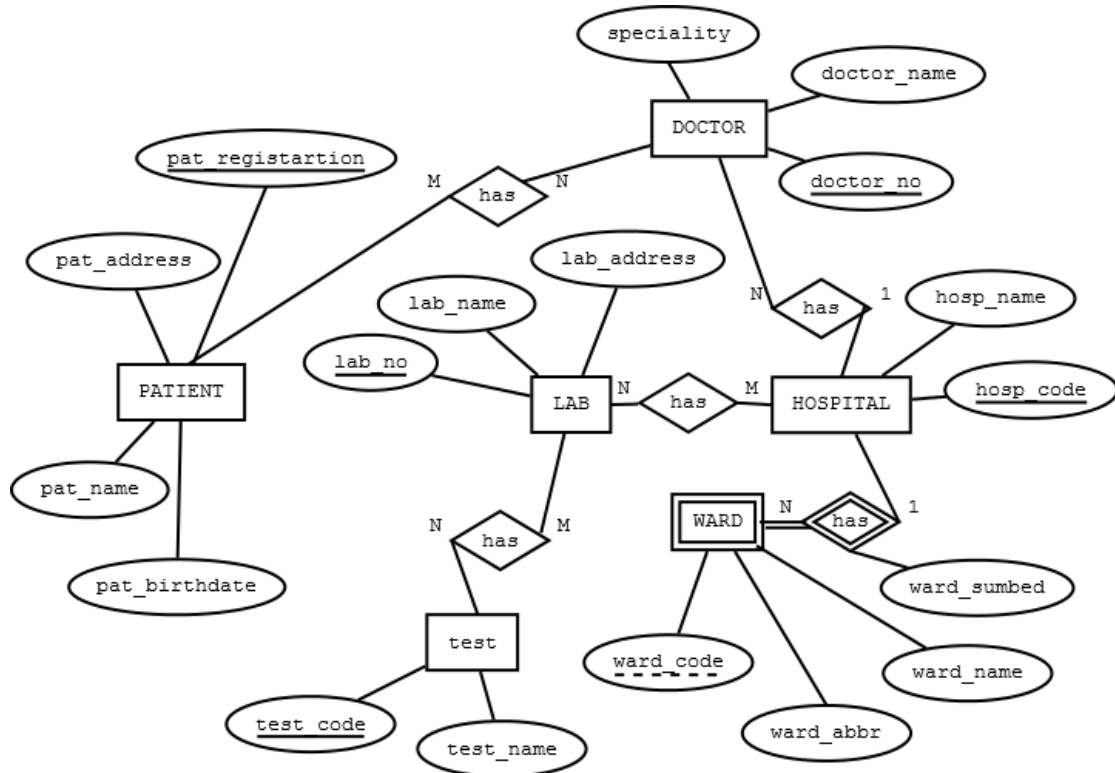 speciality
doctor_name
DOCTOR
pat_registartion
M
has
N
doctor_no
pat_address
lab_address
lab_name
N
has
1
hosp_name
lab_no
PATIENT
LAB
N
has
M
HOSPITAL
hosp_code
pat_name
N
has
M
WARD
N
has
1
pat_birthdate
ward_sumbed
test
ward_code
ward_name
test_code
test_name
ward_abbr